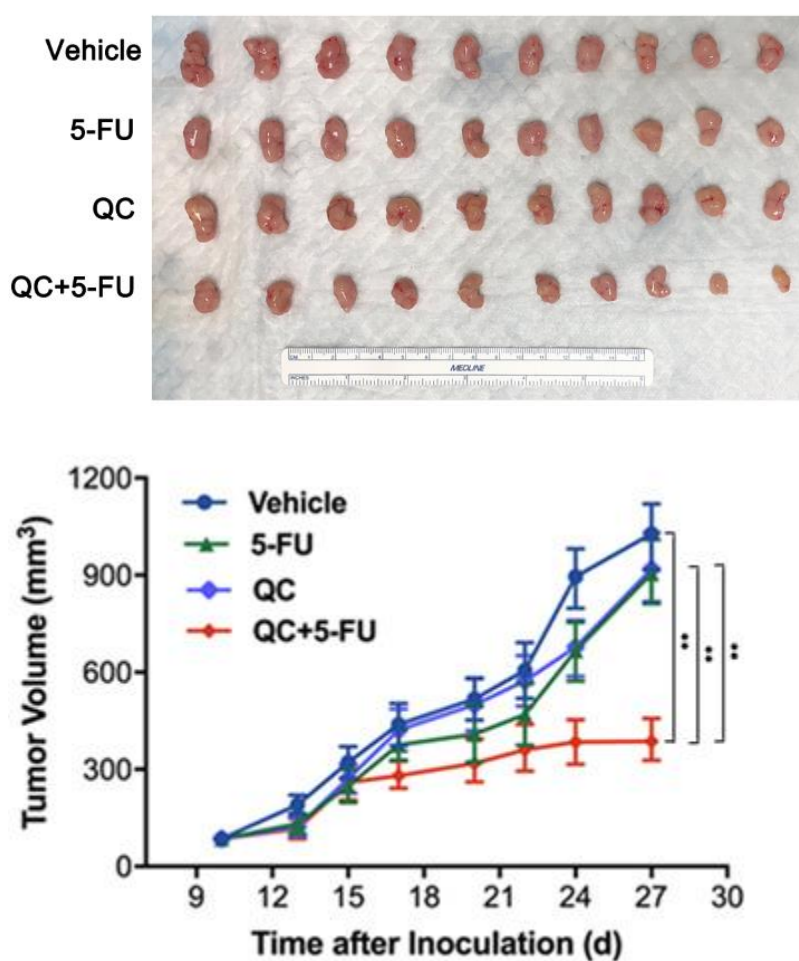 Vehicle
5-FU
QC
QC+5-FU
MEDLINE
1200
900
600
300
0
Tumor Volume (mm³)
Vehicle
5-FU
QC
QC+5-FU
**
**
**
9 12 15 18 21 24 27 30
Time after Inoculation (d)